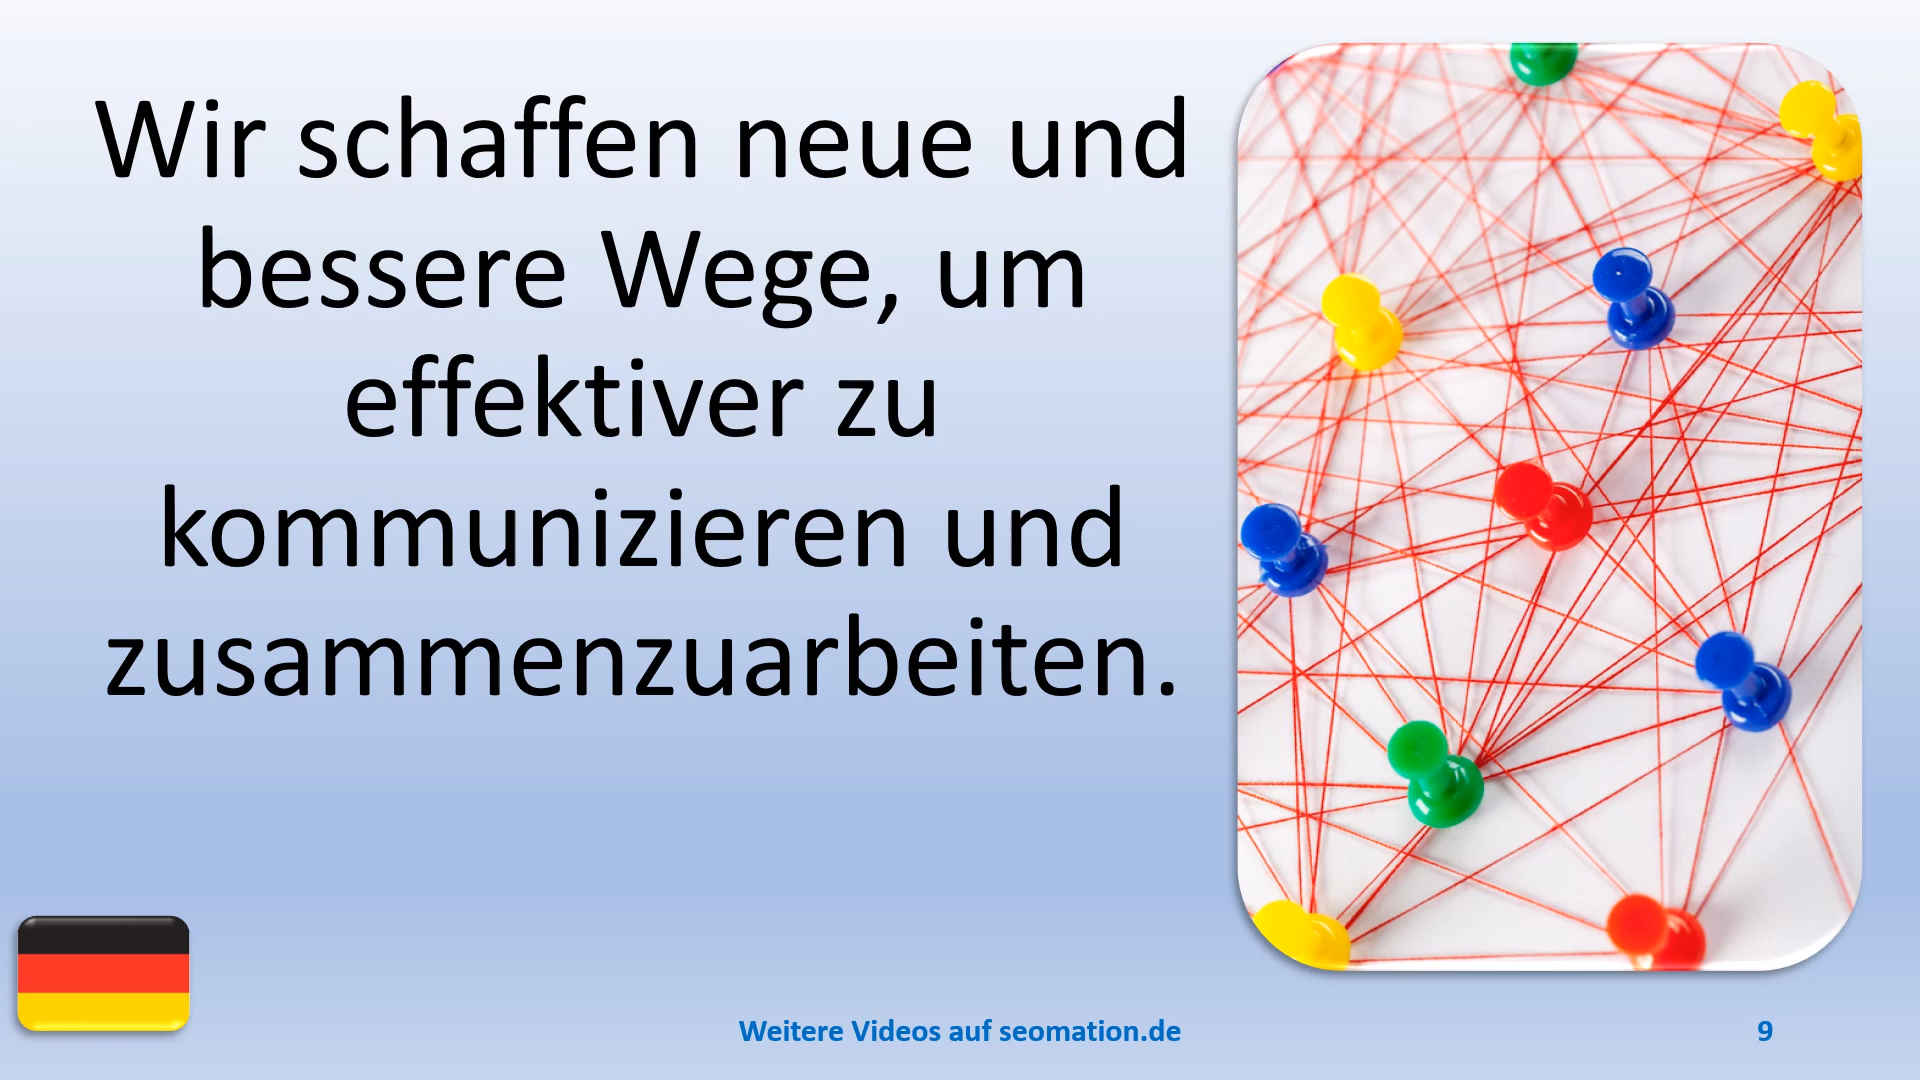 Wir schaffen neue und
bessere Wege, um
effektiver zu
kommunizieren und
zusammenzuarbeiten.
Weitere Videos auf seomation.de
9